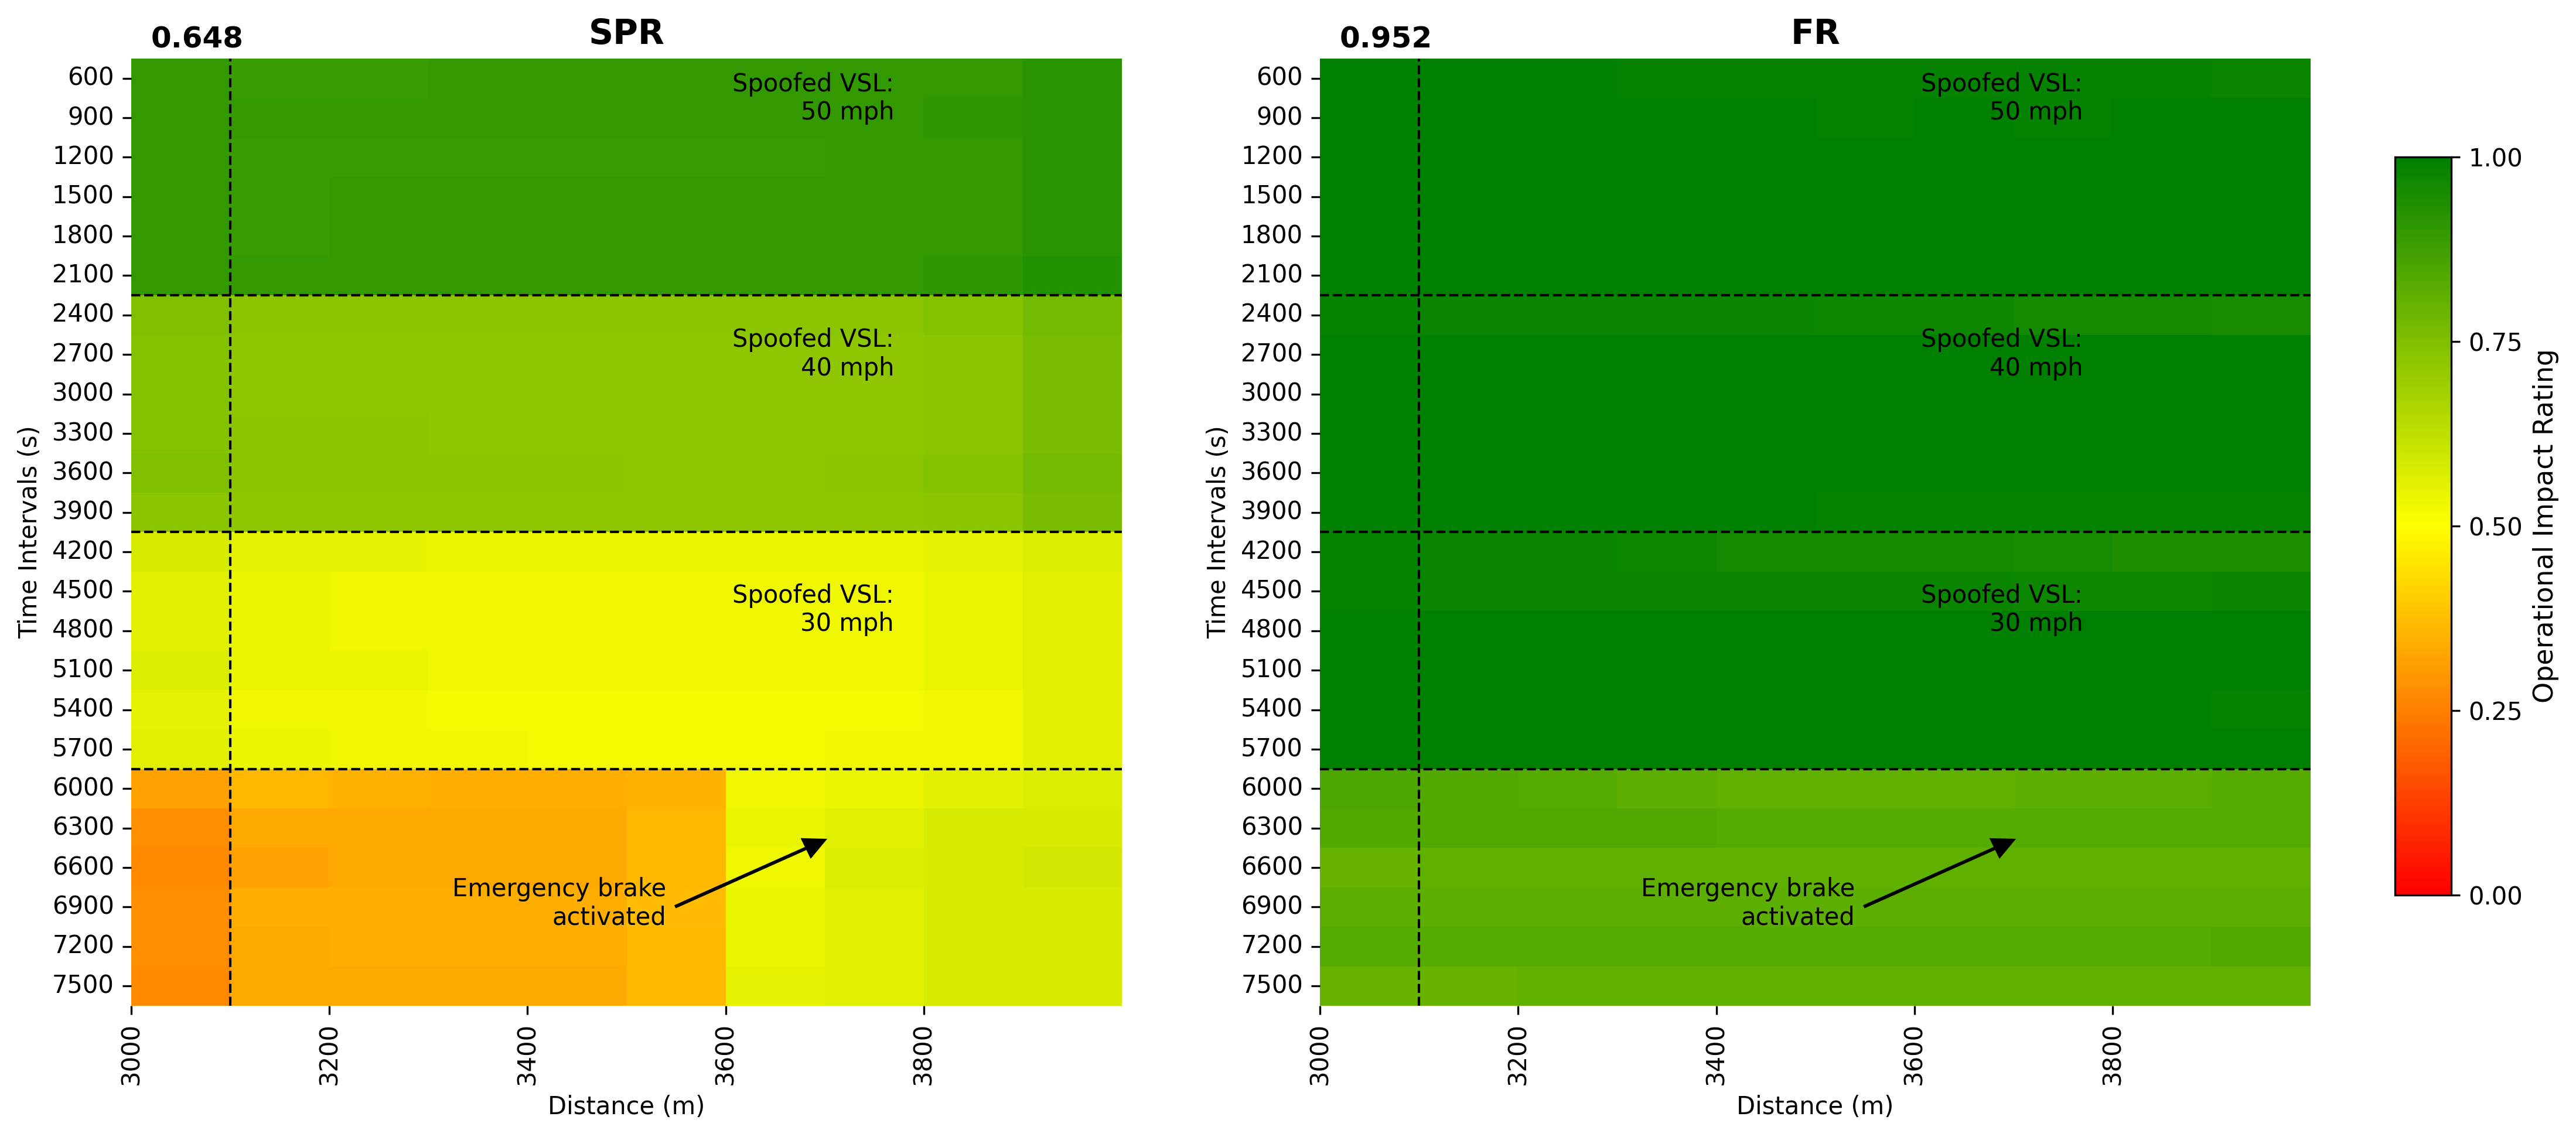 0.648
SPR
600
900
1200
1500
1800
2100
2400
2700
3000
3300
3600
3900
4200
4500
4800
5100
5400
5700
6000
6300
6600
6900
7200
7500
Time Intervals (s)
Spoofed VSL:
50 mph
Spoofed VSL:
40 mph
Spoofed VSL:
30 mph
Emergency brake
activated
3000
3200
3400
3600
3800
Distance (m)
0.952
FR
600
900
1200
1500
1800
2100
2400
2700
3000
3300
3600
3900
4200
4500
4800
5100
5400
5700
6000
6300
6600
6900
7200
7500
Time Intervals (s)
Spoofed VSL:
50 mph
Spoofed VSL:
40 mph
Spoofed VSL:
30 mph
Emergency brake
activated
3000
3200
3400
3600
3800
Distance (m)
1.00
0.75
0.50
0.25
0.00
Operational Impact Rating